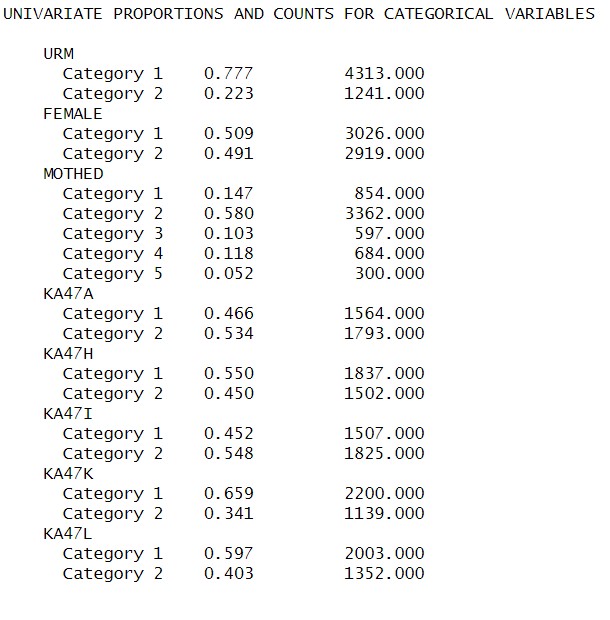 UNIVARIATE PROPORTIONS AND COUNTS FOR CATEGORICAL VARIABLES
URM
Category 1 0.777 4313.000
Category 2 0.223 1241.000
FEMALE
Category 1 0.509 3026.000
Category 2 0.491 2919.000
MOTHED
Category 1 0.147 854.000
Category 2 0.580 3362.000
Category 3 0.103 597.000
Category 4 0.118 684.000
Category 5 0.052 300.000
KA47A
Category 1 0.466 1564.000
Category 2 0.534 1793.000
KA47H
Category 1 0.550 1837.000
Category 2 0.450 1502.000
KA47I
Category 1 0.452 1507.000
Category 2 0.548 1825.000
KA47K
Category 1 0.659 2200.000
Category 2 0.341 1139.000
KA47L
Category 1 0.597 2003.000
Category 2 0.403 1352.000